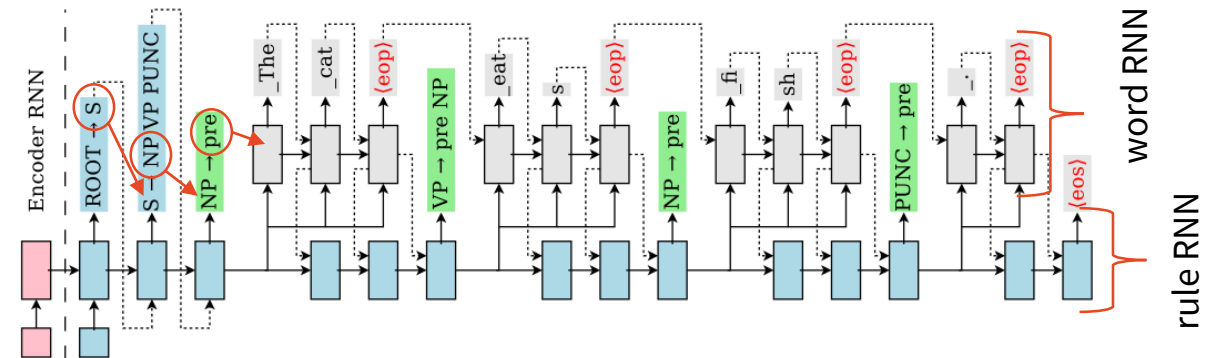 Encoder RNN
ROOT → S
S → NP VP PUNC
NP → pre
_The
_cat
⟨eop⟩
VP → pre NP
_eat
s
⟨eop⟩
NP → pre
_fi
sh
⟨eop⟩
PUNC → pre
_.
⟨eop⟩
⟨eos⟩
word RNN
rule RNN